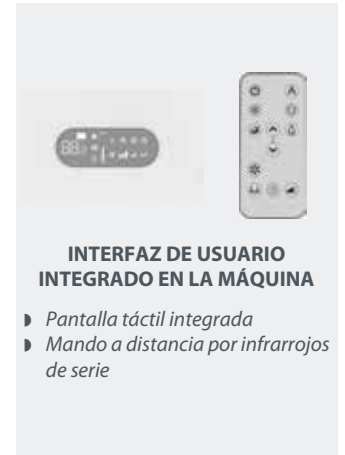 INTERFAZ DE USUARIO
INTEGRADO EN LA MÁQUINA
Pantalla táctil integrada
Mando a distancia por infrarrojos
de serie